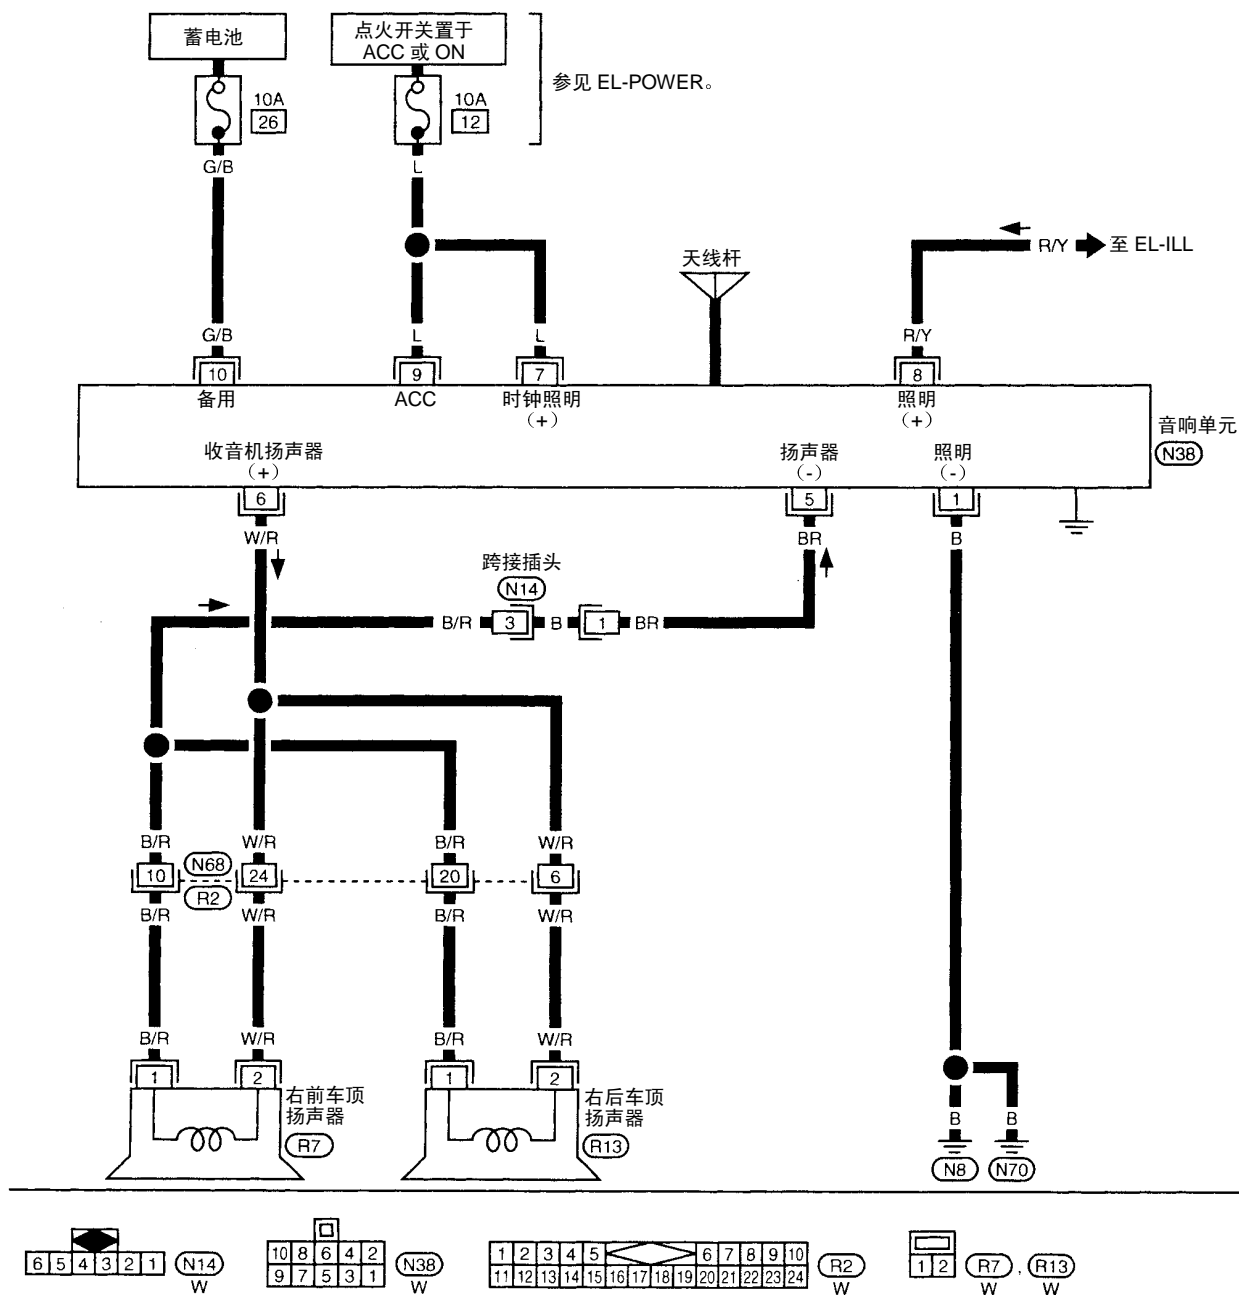 蓄电池
点火开关置于
ACC 或 ON
参见 EL-POWER。
10A
26
10A
12
G/B
L
天线杆
R/Y
至 EL-ILL
G/B
L
L
R/Y
10
9
7
8
备用
ACC
时钟照明
(+)
照明
(+)
音响单元
N38
收音机扬声器
(+)
扬声器
(-)
照明
(-)
6
5
1
W/R
BR
B
跨接插头
N14
B/R
3
B
1
BR
B/R
W/R
B/R
W/R
10
N68
24
20
6
R2
B/R
W/R
B/R
W/R
B/R
W/R
B/R
W/R
1
2
1
2
右前车顶
扬声器
R7
右后车顶
扬声器
R13
B
B
N8
N70
6 5 4 3 2 1
N14
W
10 8 6 4 2
9 7 5 3 1
N38
W
1 2 3 4 5 6 7 8 9 10
11 12 13 14 15 16 17 18 19 20 21 22 23 24
R2
W
1 2
R7 , R13
W W